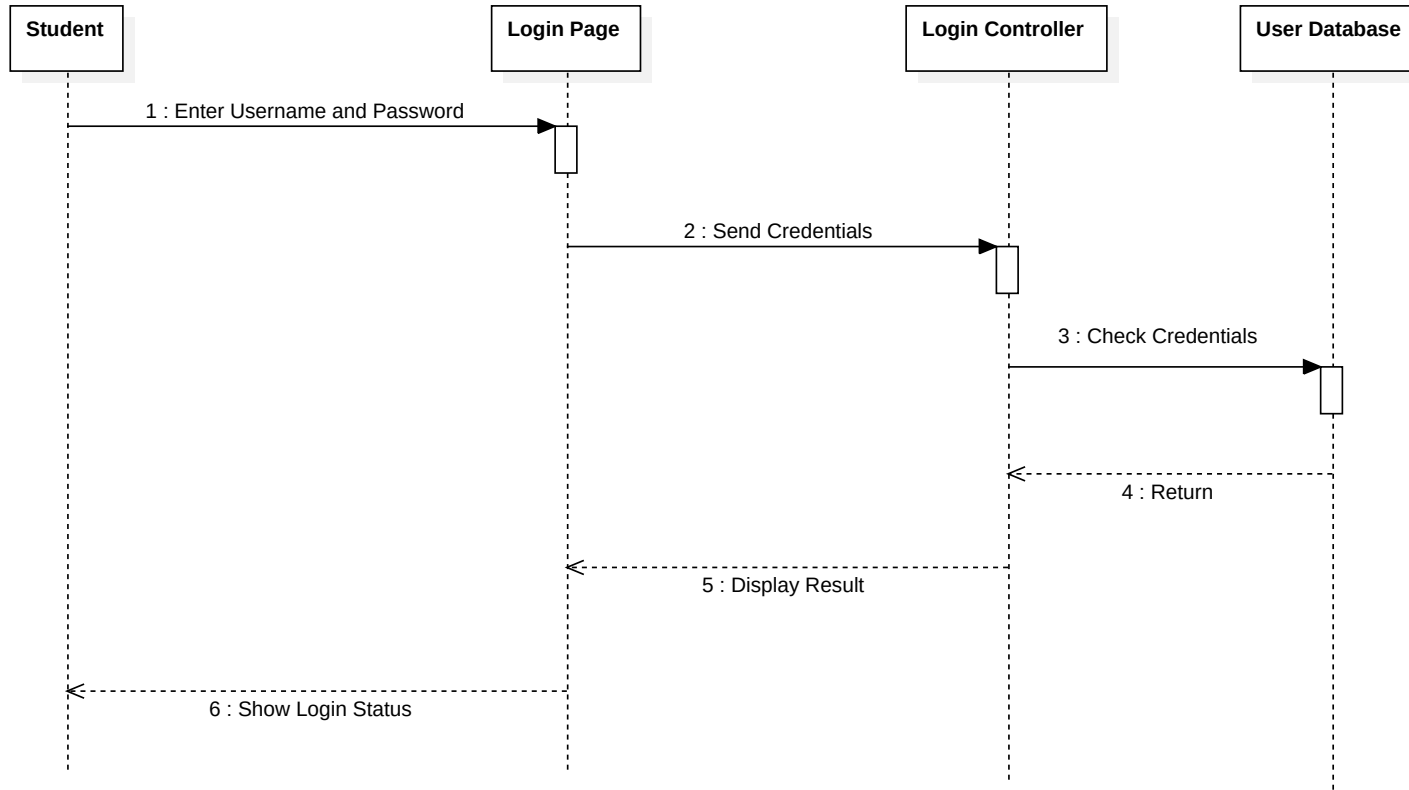 Student
Login Page
Login Controller
User Database
1 : Enter Username and Password
2 : Send Credentials
3 : Check Credentials
4 : Return
5 : Display Result
6 : Show Login Status